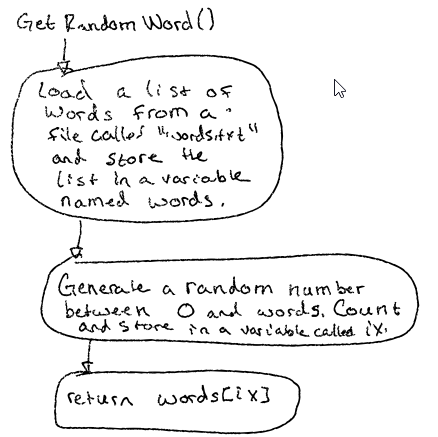 Get Random Word()
Load a list of
words from a
file called "words.txt"
and store the
list in a variable
named words.
Generate a random number
between 0 and words.Count
and store in a variable called ix.
return words[ix]